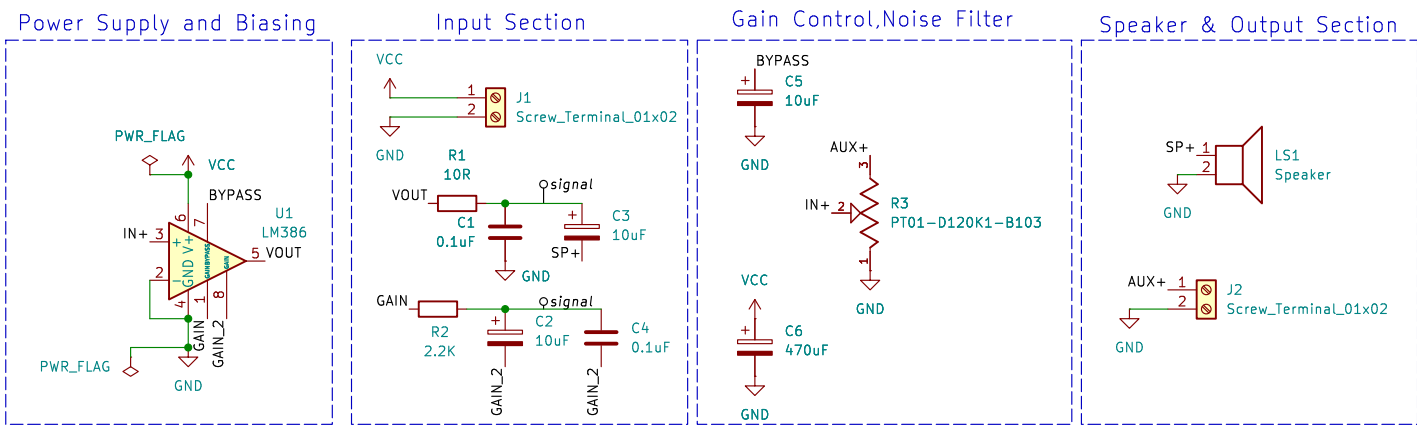 Power Supply and Biasing
PWR_FLAG
VCC
BYPASS
U1
LM386
IN+
3
+
6
V+
7
BYPASS
GAIN
GAIN
5
VOUT
2
-
GND
4
1
8
GAIN
GAIN_2
PWR_FLAG
GND
Input Section
VCC
1
2
J1
Screw_Terminal_01x02
GND
R1
10R
VOUT
signal
C1
0.1uF
+
C3
10uF
SP+
GND
GAIN
R2
2.2K
signal
+
C2
10uF
C4
0.1uF
GAIN_2
GAIN_2
Gain Control,Noise Filter
BYPASS
+
C5
10uF
GND
AUX+
3
IN+
2
R3
PT01-D120K1-B103
1
GND
VCC
+
C6
470uF
GND
Speaker & Output Section
SP+
1
2
LS1
Speaker
GND
AUX+
1
2
J2
Screw_Terminal_01x02
GND